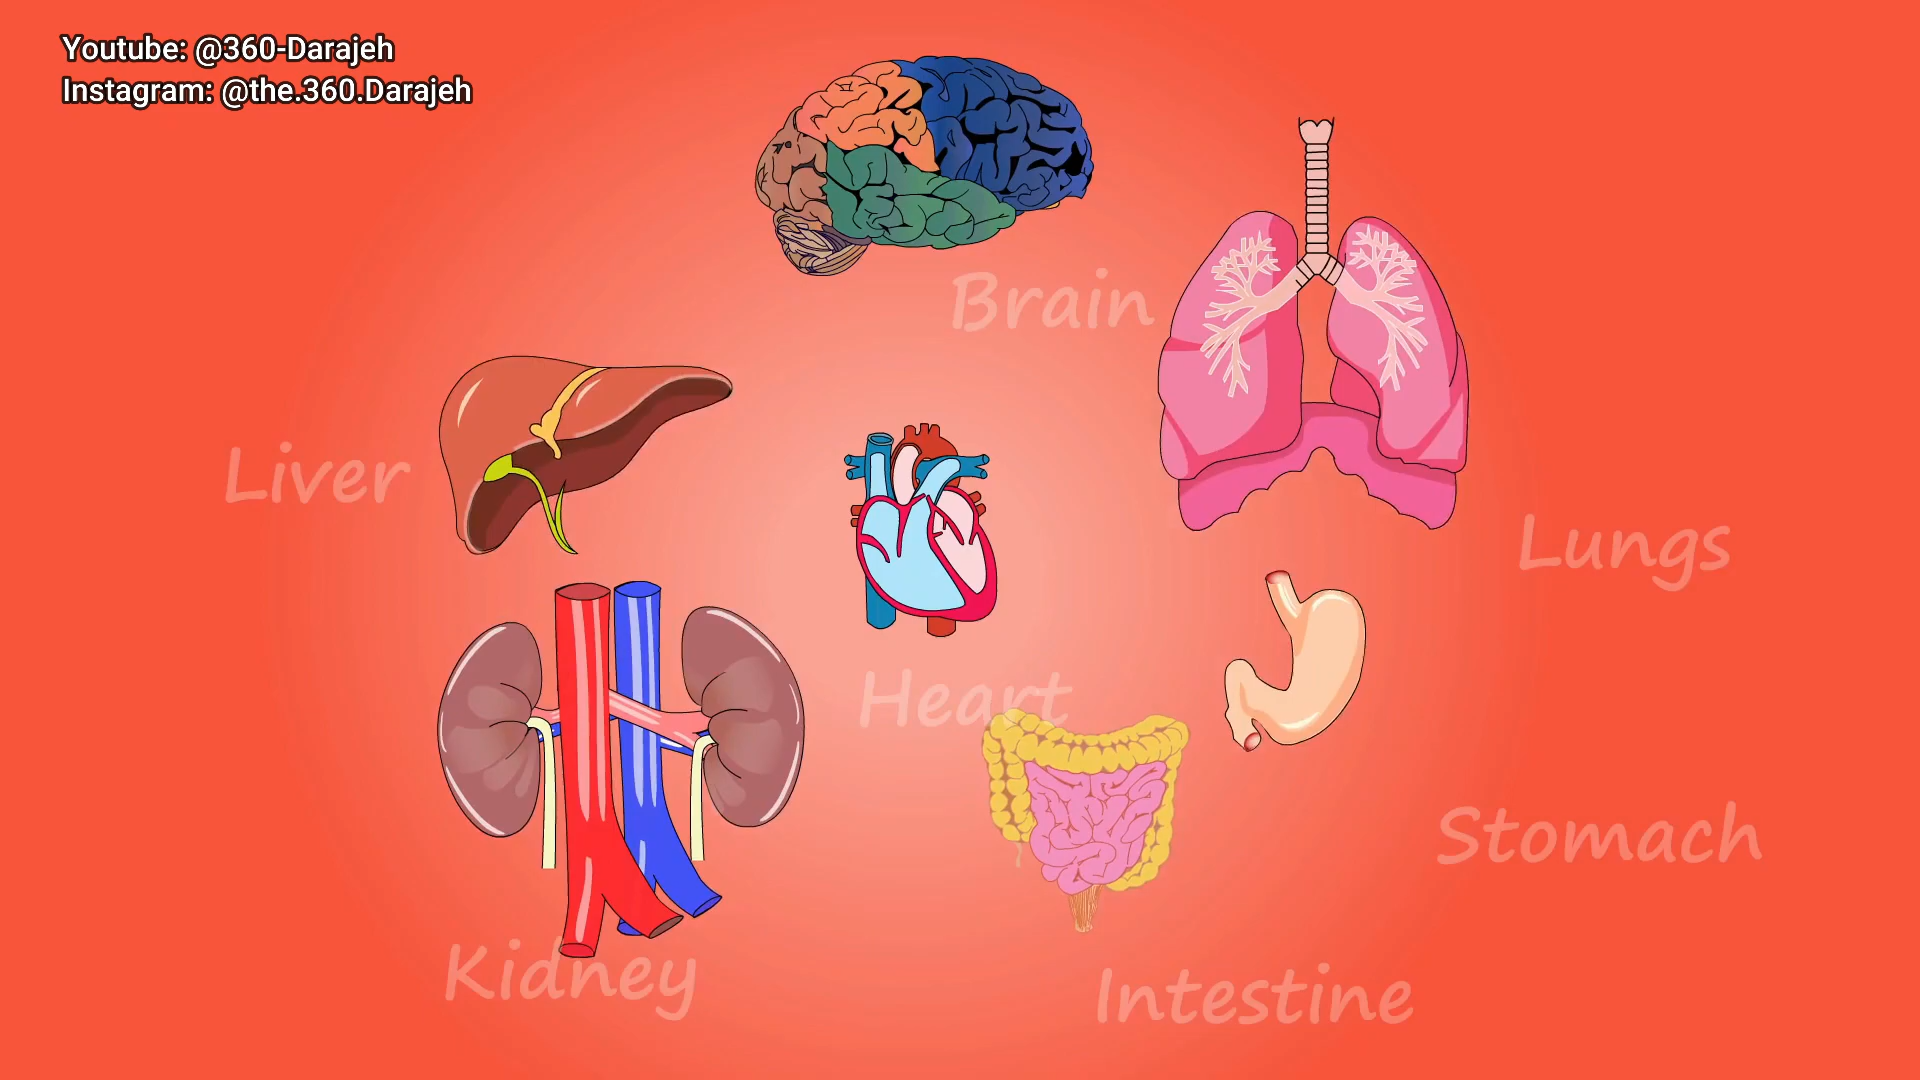 Youtube: @360-Darajeh
Instagram: @the.360.Darajeh
Brain
Liver
Lungs
Heart
Stomach
Kidney
Intestine